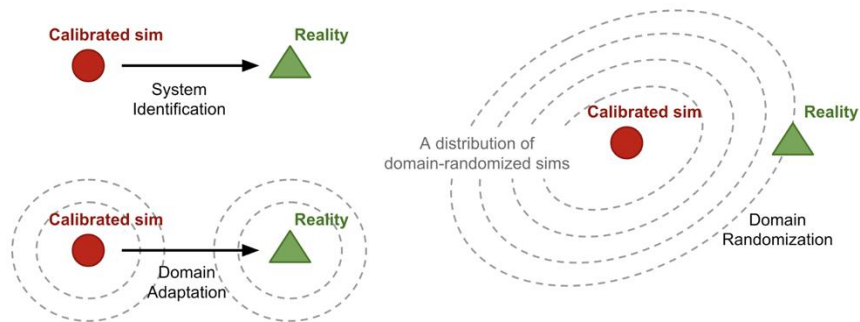 Calibrated sim
Reality
System
Identification
Calibrated sim
Reality
Domain
Adaptation
Calibrated sim
Reality
A distribution of
domain-randomized sims
Domain
Randomization